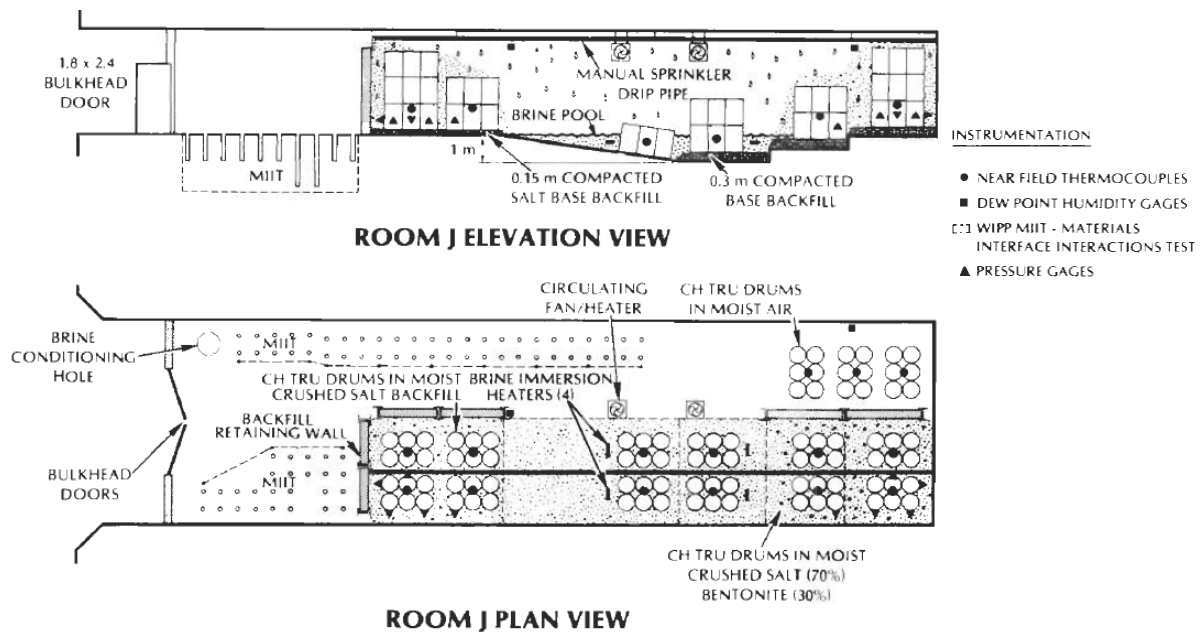 1.8 x 2.4
BULKHEAD
DOOR
MIIT
MANUAL SPRINKLER
DRIP PIPE
BRINE POOL
1 m
0.15 m COMPACTED
SALT BASE BACKFILL
0.3 m COMPACTED
BASE BACKFILL
ROOM J ELEVATION VIEW
INSTRUMENTATION
NEAR FIELD THERMOCOUPLES
DEW POINT HUMIDITY GAGES
WIPP MIIT - MATERIALS
INTERFACE INTERACTIONS TEST
PRESSURE GAGES
CIRCULATING
FAN/HEATER
CH TRU DRUMS
IN MOIST AIR
BRINE
CONDITIONING
HOLE
MIIT
CH TRU DRUMS IN MOIST
CRUSHED SALT BACKFILL
BRINE IMMERSION
HEATERS (4)
BACKFILL
RETAINING WALL
BULKHEAD
DOORS
MIIT
CH TRU DRUMS IN MOIST
CRUSHED SALT (70%)
BENTONITE (30%)
ROOM J PLAN VIEW